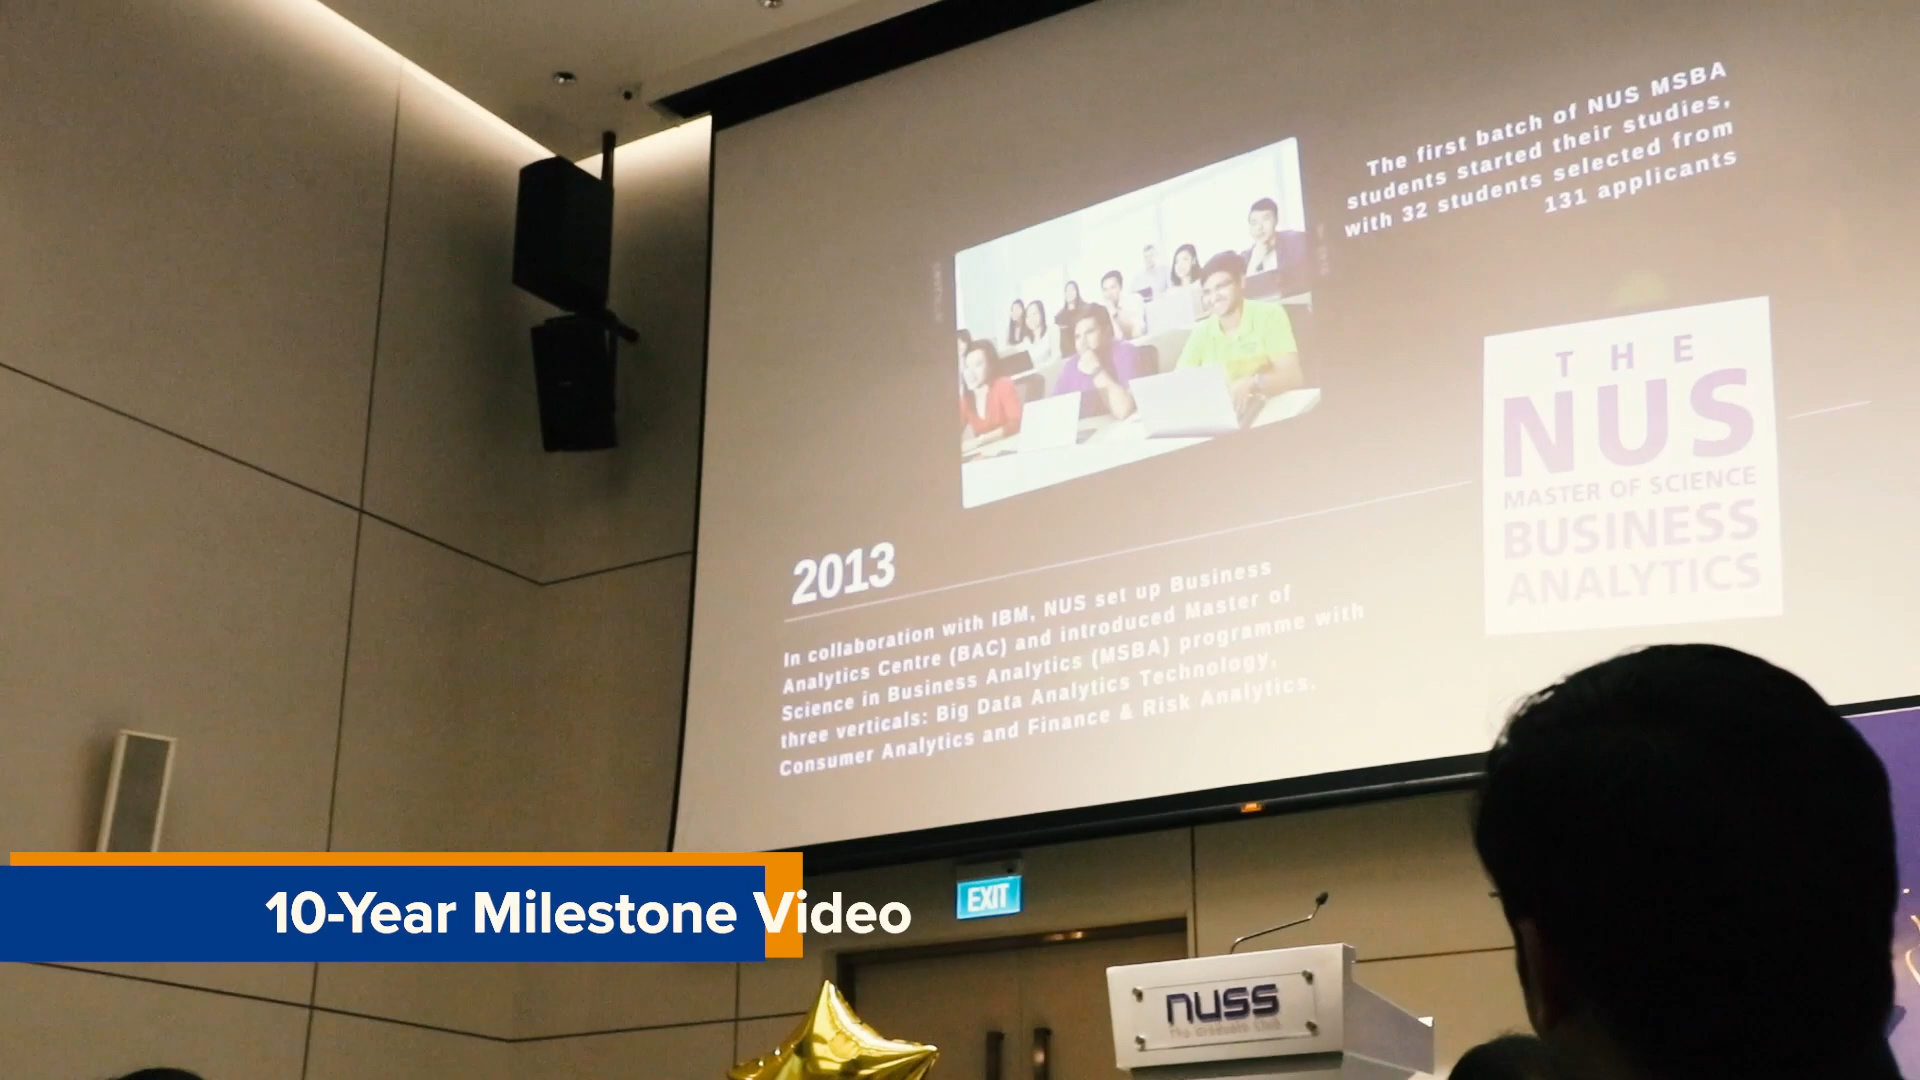 The first batch of NUS MSBA
students started their studies,
with 32 students selected from
131 applicants
THE
NUS
MASTER OF SCIENCE
BUSINESS
ANALYTICS
2013
In collaboration with IBM, NUS set up Business
Analytics Centre (BAC) and introduced Master of
Science in Business Analytics (MSBA) programme with
three verticals: Big Data Analytics Technology,
Consumer Analytics and Finance & Risk Analytics.
10-Year Milestone Video
EXIT
nuss
The Graduate Club